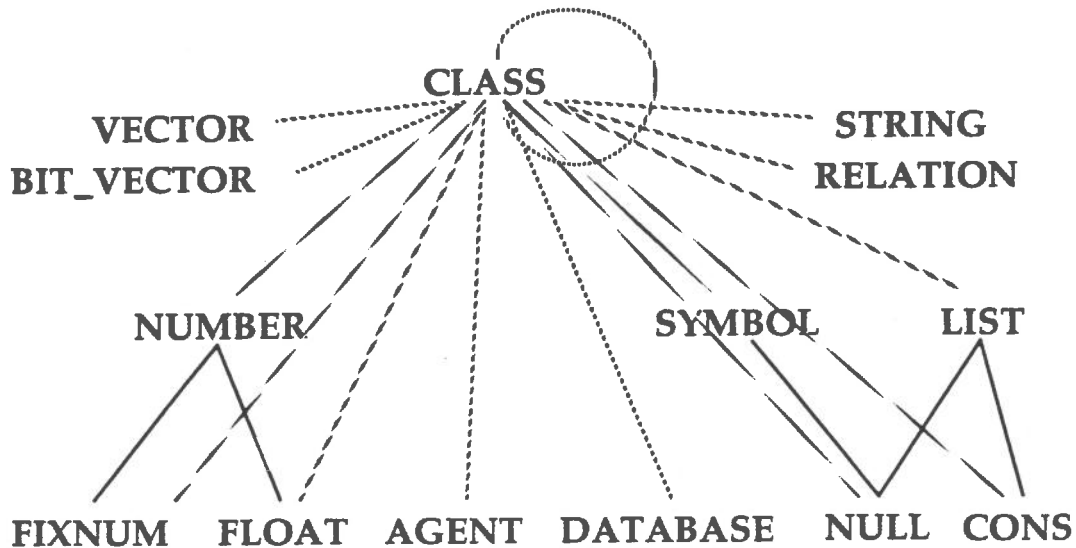 CLASS
VECTOR STRING
BIT_VECTOR RELATION
NUMBER SYMBOL LIST
FIXNUM FLOAT AGENT DATABASE NULL CONS